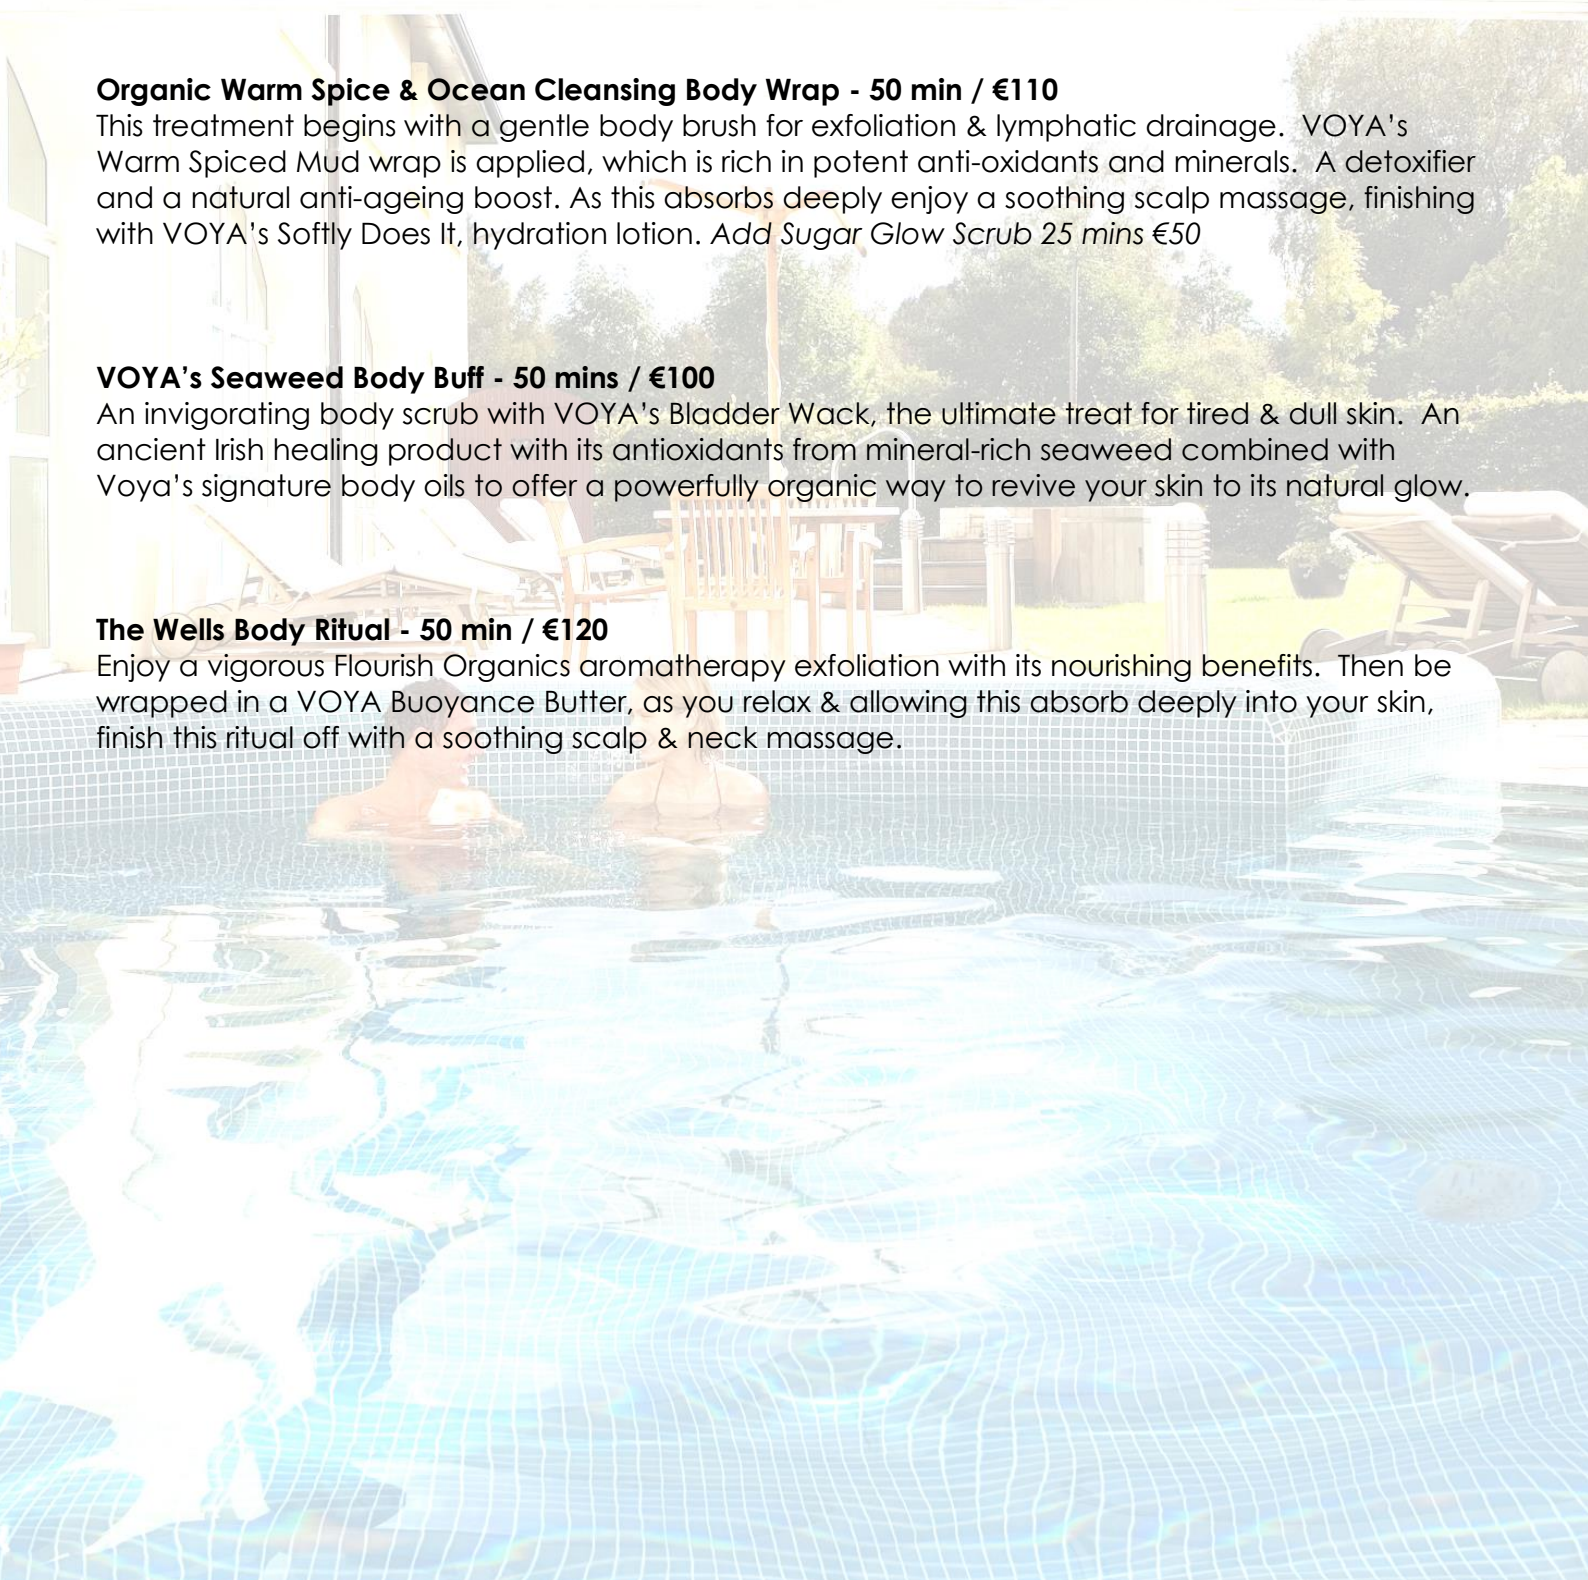 Organic Warm Spice & Ocean Cleansing Body Wrap - 50 min / €110
This treatment begins with a gentle body brush for exfoliation & lymphatic drainage.  VOYA’s
Warm Spiced Mud wrap is applied, which is rich in potent anti-oxidants and minerals.  A detoxifier
and a natural anti-ageing boost. As this absorbs deeply enjoy a soothing scalp massage, finishing
with VOYA’s Softly Does It, hydration lotion. Add Sugar Glow Scrub 25 mins €50
VOYA’s Seaweed Body Buff - 50 mins / €100
An invigorating body scrub with VOYA’s Bladder Wack, the ultimate treat for tired & dull skin.  An
ancient Irish healing product with its antioxidants from mineral-rich seaweed combined with
Voya’s signature body oils to offer a powerfully organic way to revive your skin to its natural glow.
The Wells Body Ritual - 50 min / €120
Enjoy a vigorous Flourish Organics aromatherapy exfoliation with its nourishing benefits.  Then be
wrapped in a VOYA Buoyance Butter, as you relax & allowing this absorb deeply into your skin,
finish this ritual off with a soothing scalp & neck massage.